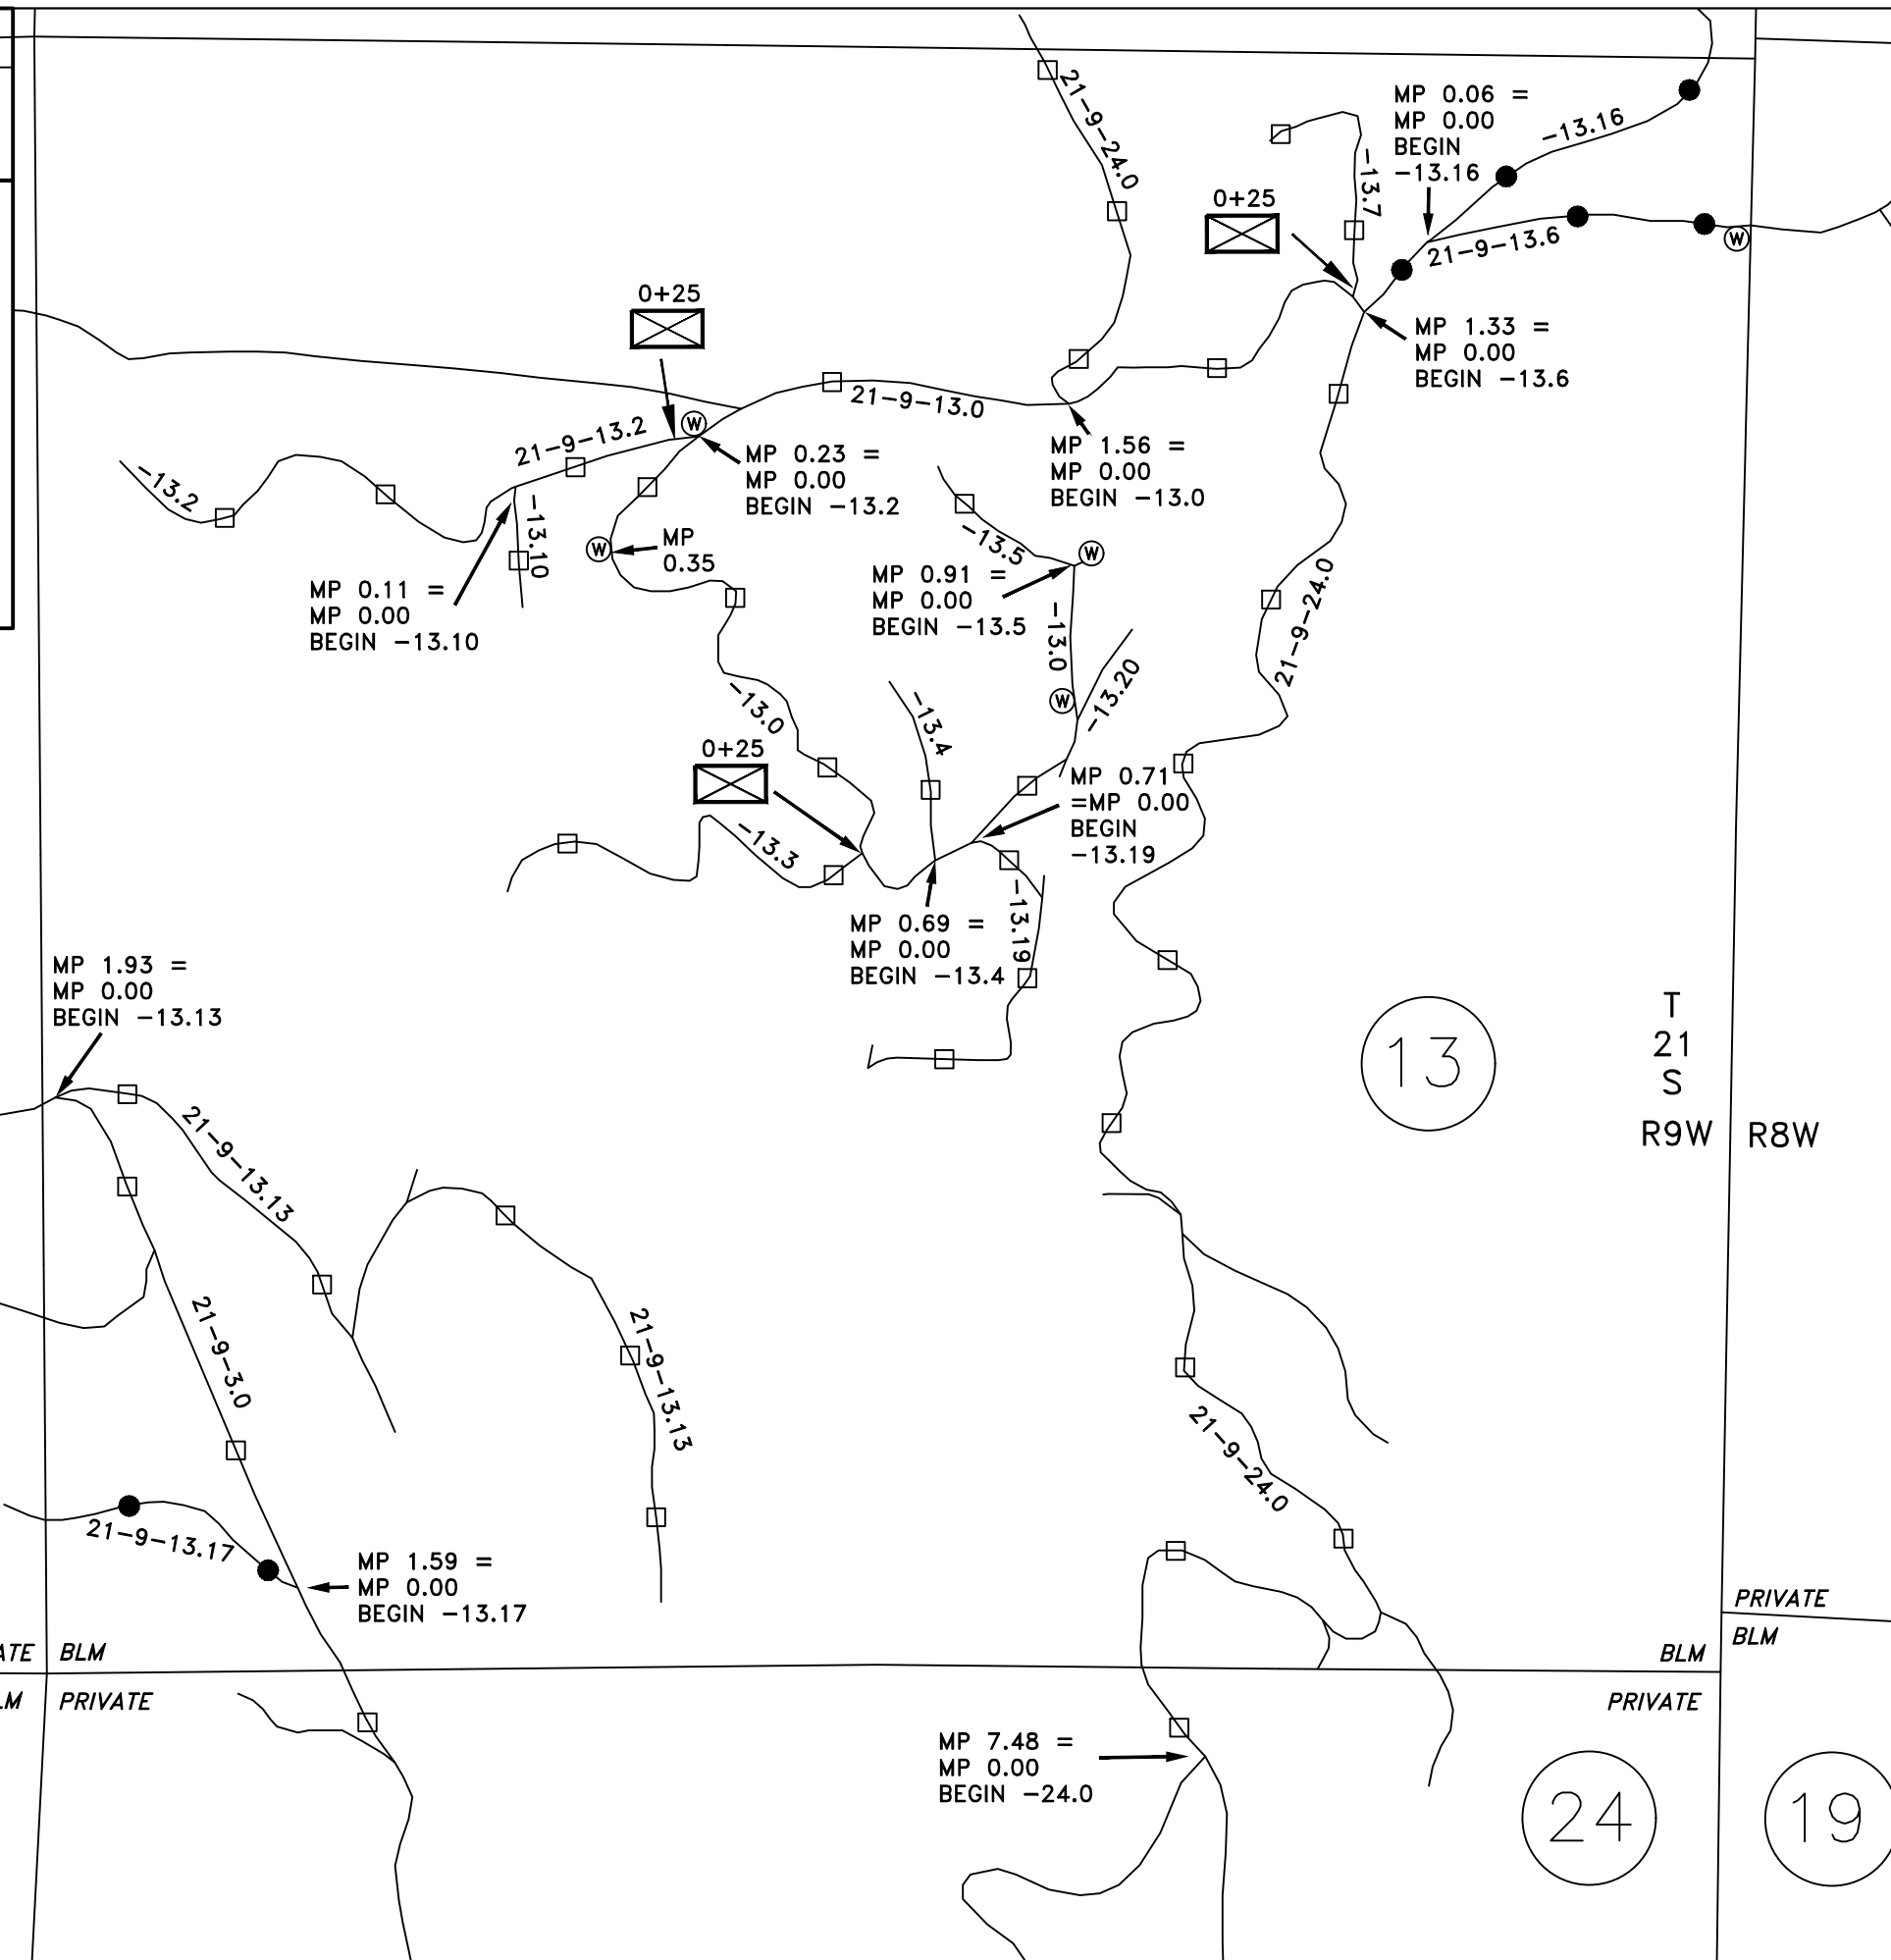 21-9-24.0
MP 0.06 =
MP 0.00
BEGIN
-13.16
-13.16
-13.7
0+25
21-9-13.6
W
MP 1.33 =
MP 0.00
BEGIN -13.6
0+25
21-9-13.0
21-9-13.2
W
MP 0.23 =
MP 0.00
BEGIN -13.2
MP 1.56 =
MP 0.00
BEGIN -13.0
-13.2
-13.10
W
MP
0.35
-13.5
W
MP 0.11 =
MP 0.00
BEGIN -13.10
MP 0.91 =
MP 0.00
BEGIN -13.5
-13.0
21-9-24.0
W
-13.20
-13.0
-13.4
0+25
MP 0.71
=MP 0.00
BEGIN
-13.19
-13.3
-13.19
MP 0.69 =
MP 0.00
BEGIN -13.4
MP 1.93 =
MP 0.00
BEGIN -13.13
13
T
21
S
R9W
R8W
21-9-13.13
21-9-3.0
21-9-13.13
21-9-24.0
21-9-13.17
MP 1.59 =
MP 0.00
BEGIN -13.17
PRIVATE
BLM
ATE
BLM
BLM
LM
PRIVATE
PRIVATE
MP 7.48 =
MP 0.00
BEGIN -24.0
24
19